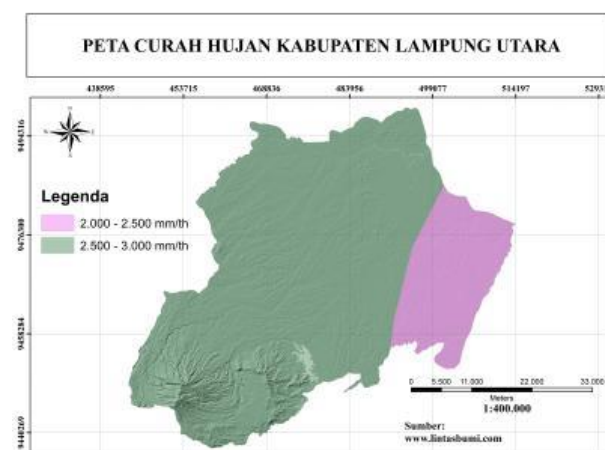 PETA CURAH HUJAN KABUPATEN LAMPUNG UTARA
438595 453715 468836 483956 499077 514197
9494316
9476300
9458284
9440269
Legenda
2.000 - 2.500 mm/th
2.500 - 3.000 mm/th
0 5.500 11.000 22.000 33.000
Meters
1:400.000
Sumber:
www.lintasbumi.com